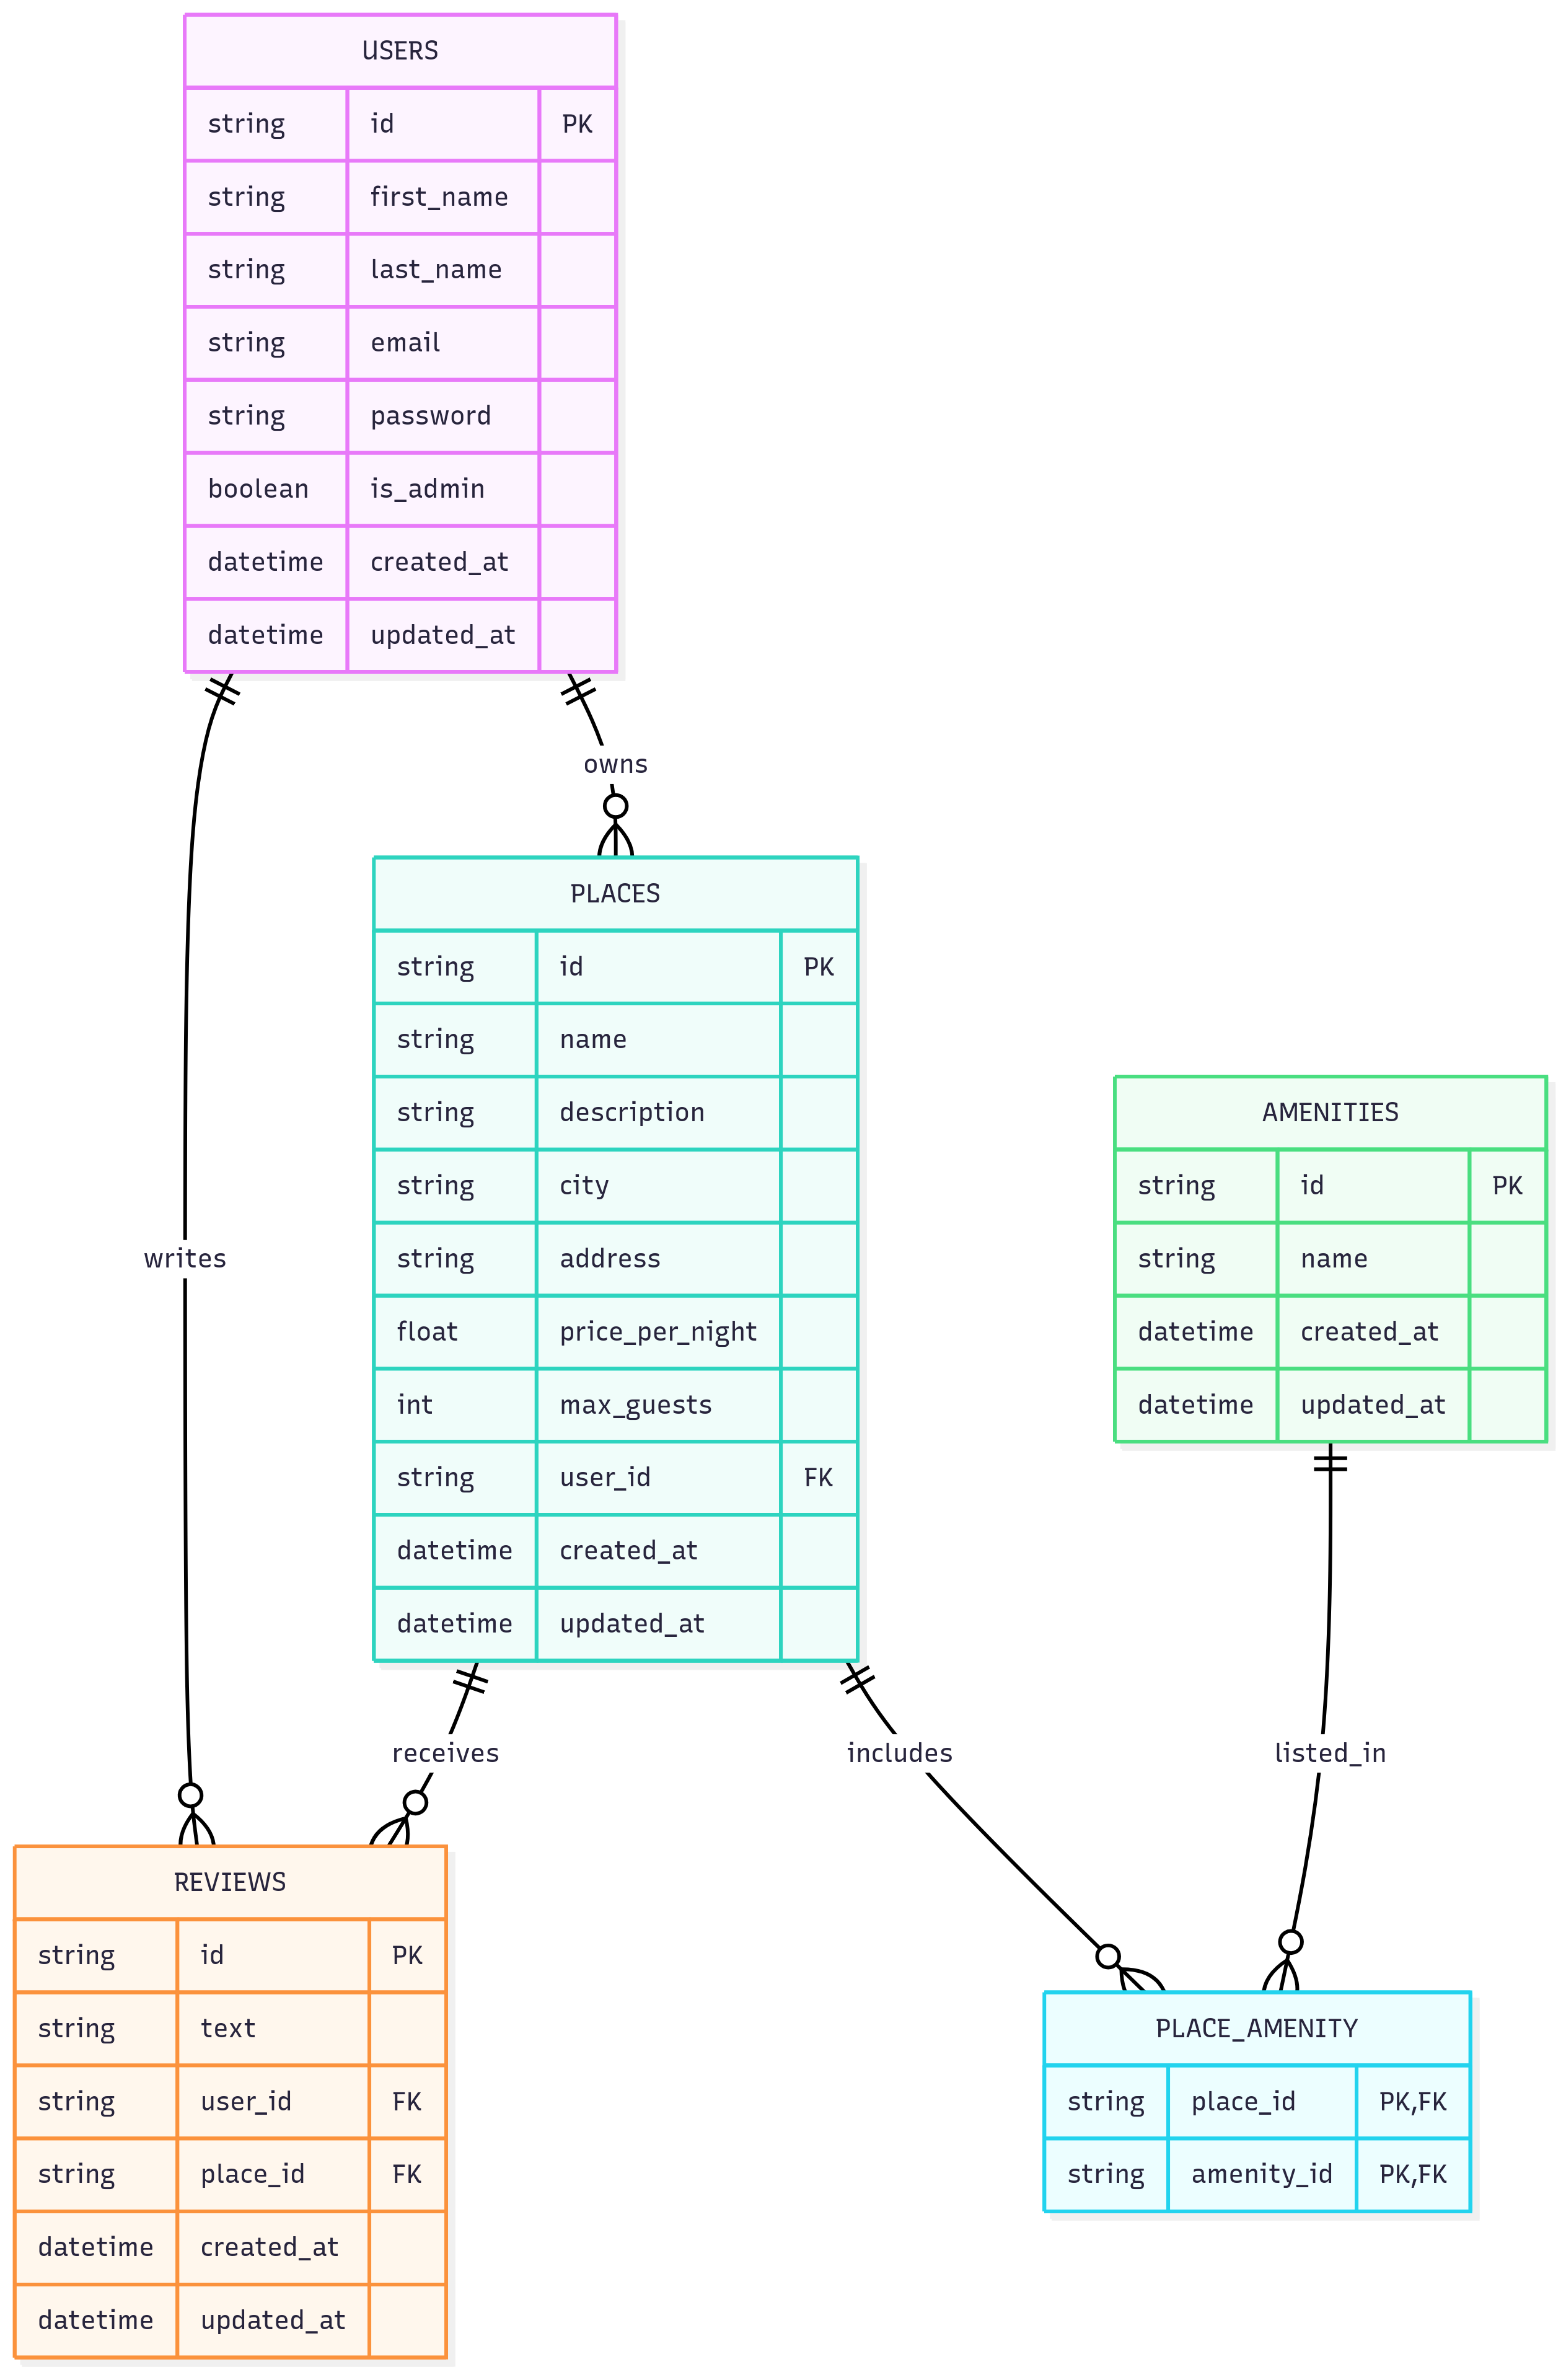 USERS
string id PK
string first_name
string last_name
string email
string password
boolean is_admin
datetime created_at
datetime updated_at
owns
PLACES
string id PK
string name
string description
string city
string address
float price_per_night
int max_guests
string user_id FK
datetime created_at
datetime updated_at
AMENITIES
string id PK
string name
datetime created_at
datetime updated_at
writes
receives
includes
listed_in
REVIEWS
string id PK
string text
string user_id FK
string place_id FK
datetime created_at
datetime updated_at
PLACE_AMENITY
string place_id PK,FK
string amenity_id PK,FK